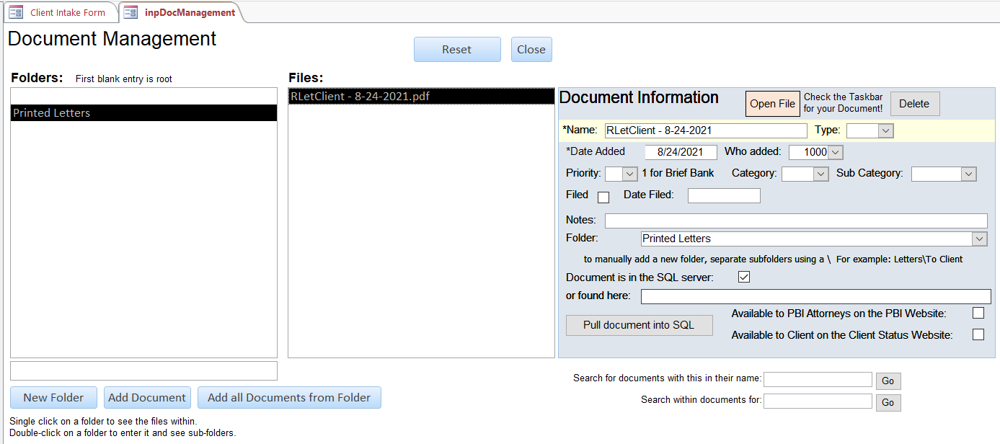 Client Intake Form
inpDocManagement
Document Management
Reset
Close
Folders: First blank entry is root
Printed Letters
Files:
RLetClient - 8-24-2021.pdf
Document Information
Open File
Check the Taskbar
for your Document!
Delete
*Name: RLetClient - 8-24-2021 Type:
*Date Added 8/24/2021 Who added: 1000
Priority: 1 for Brief Bank Category: Sub Category:
Filed Date Filed:
Notes:
Folder: Printed Letters
to manually add a new folder, separate subfolders using a \ For example: Letters\To Client
Document is in the SQL server:
or found here:
Pull document into SQL
Available to PBI Attorneys on the PBI Website:
Available to Client on the Client Status Website:
Search for documents with this in their name: Go
Search within documents for: Go
New Folder
Add Document
Add all Documents from Folder
Single click on a folder to see the files within.
Double-click on a folder to enter it and see sub-folders.